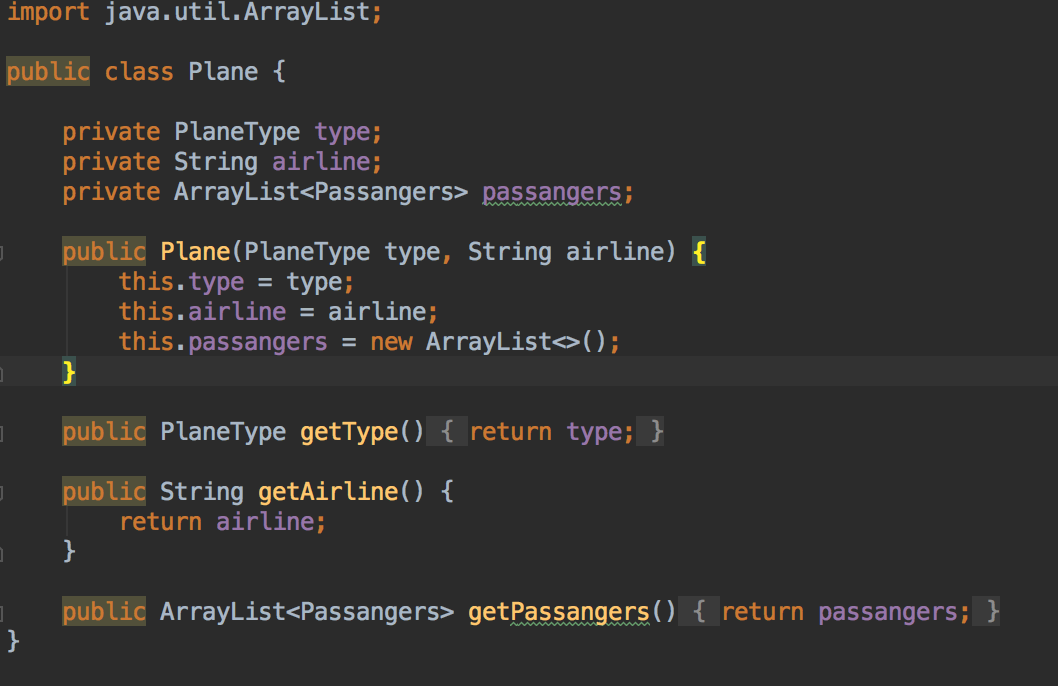 import java.util.ArrayList;
public class Plane {
private PlaneType type;
private String airline;
private ArrayList<Passangers> passangers;
public Plane(PlaneType type, String airline) {
this.type = type;
this.airline = airline;
this.passangers = new ArrayList<>();
}
public PlaneType getType() { return type; }
public String getAirline() {
return airline;
}
public ArrayList<Passangers> getPassangers() { return passangers; }
}